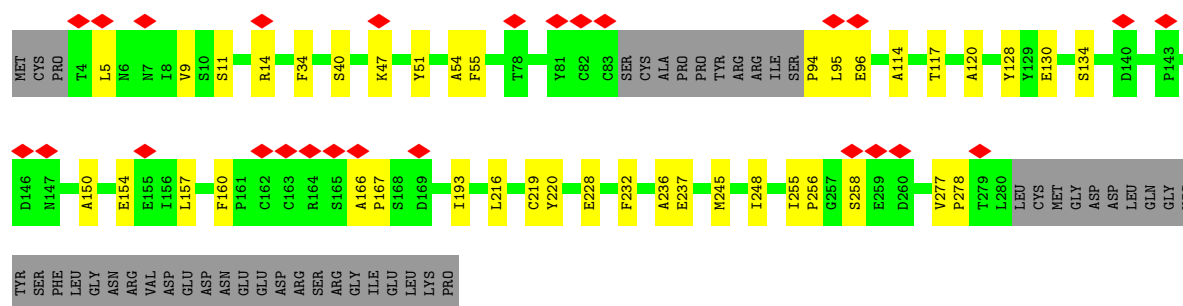 MET CYS PRO T4 L5 N6 N7 I8 V9 S10 S11 R14 F34 S40 K47 Y51 A54 F55 T78 Y81 C82 C83 SER CYS ALA PRO PRO TYR ARG ARG ILE SER P94 L95 E96 A114 T117 A120 Y128 Y129 E130 S134 D140 P143
D146 N147 A150 E154 E155 I156 L157 F160 P161 C162 C163 R164 S165 A166 P167 S168 D169 I193 L216 C219 Y220 E228 F232 A236 E237 M245 I248 I255 P256 G257 S258 E259 D260 V277 P278 T279 L280 LEU CYS MET GLY ASP ASP LEU GLN GLY
TYR SER PHE LEU GLY ASN ARG VAL ASP GLU ASP ASN GLU GLU ASP ARG SER ARG GLY ILE GLU LEU LYS PRO